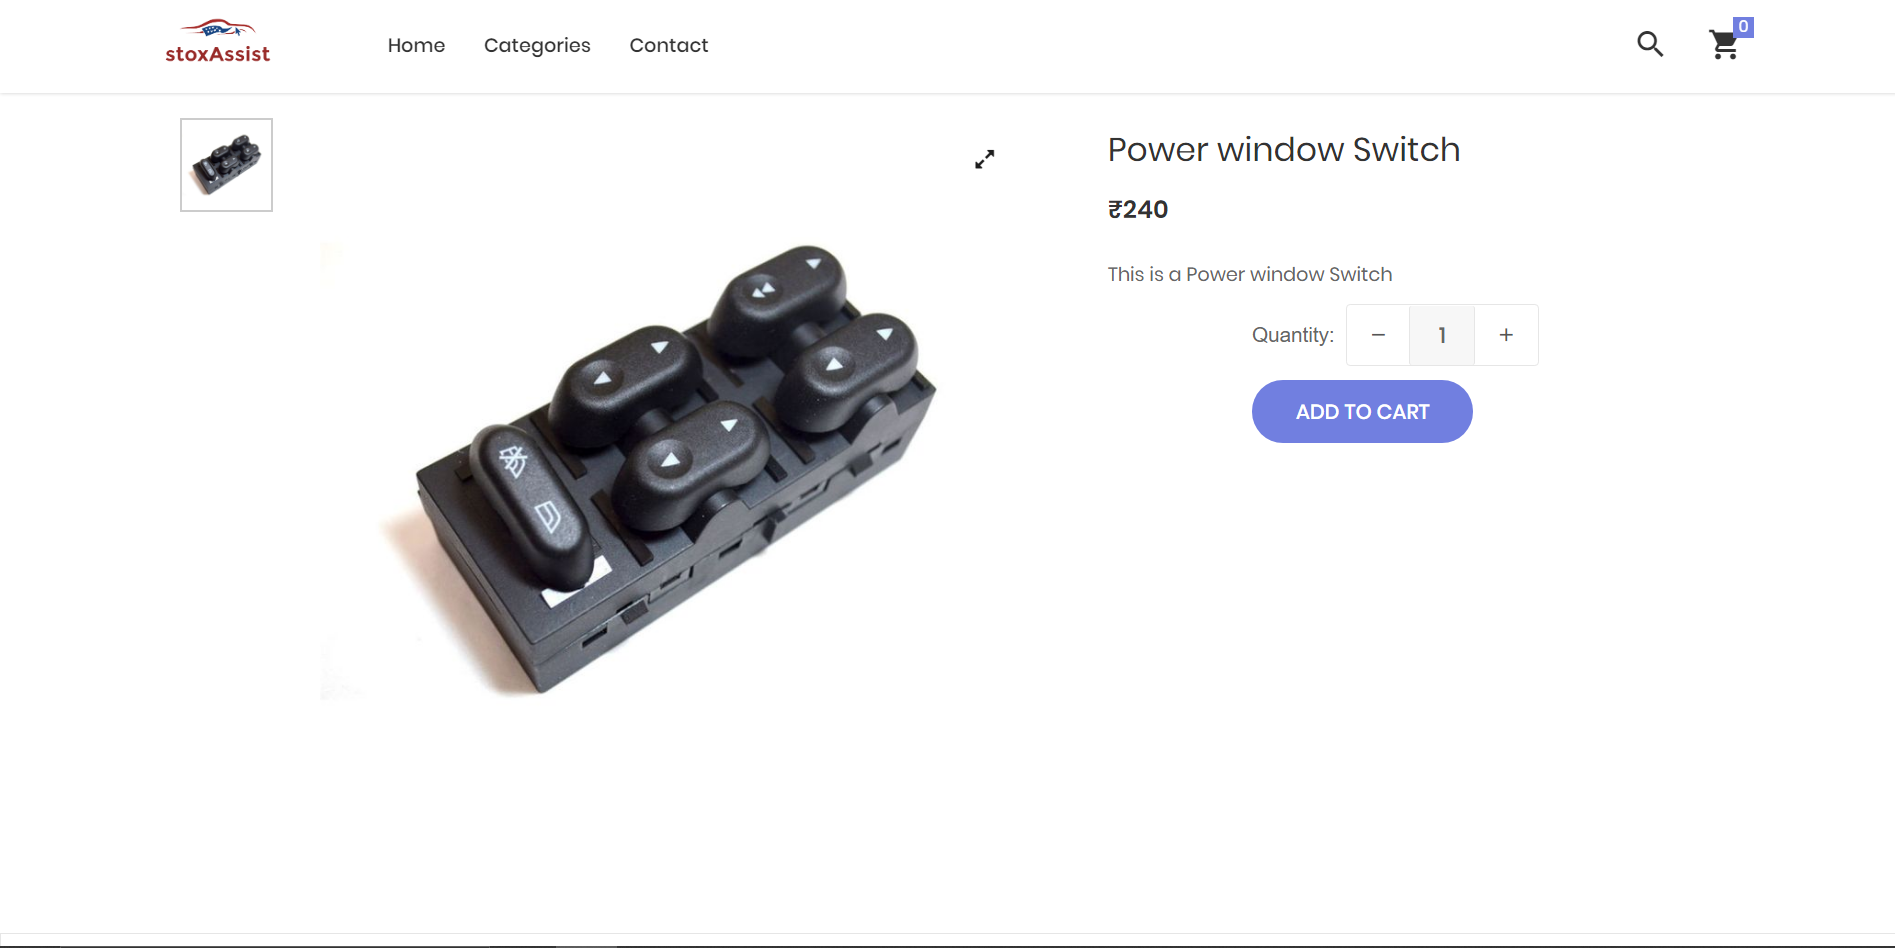 stoxAssist
Home Categories Contact
0
Power window Switch
₹240
This is a Power window Switch
Quantity: − 1 +
ADD TO CART